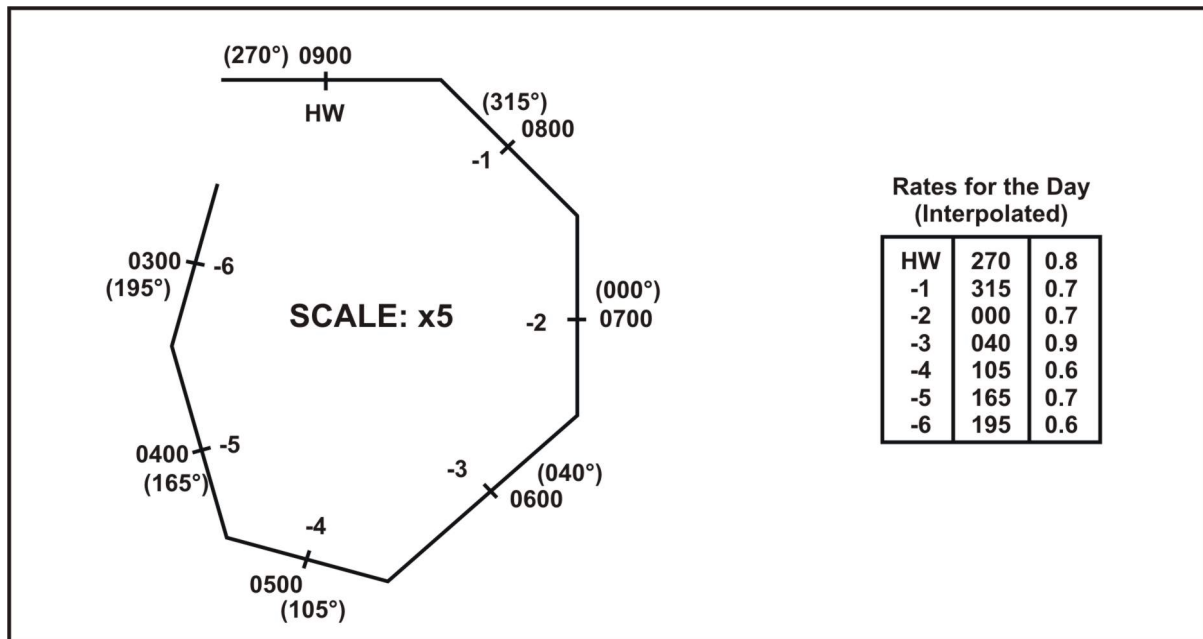 (270°) 0900
HW
(315°)
0800
-1
0300
-6
(195°)
SCALE: x5
(000°)
-2
0700
0400
-5
(165°)
-3
(040°)
0600
-4
0500
(105°)
Rates for the Day
(Interpolated)
HW 270 0.8
-1 315 0.7
-2 000 0.7
-3 040 0.9
-4 105 0.6
-5 165 0.7
-6 195 0.6